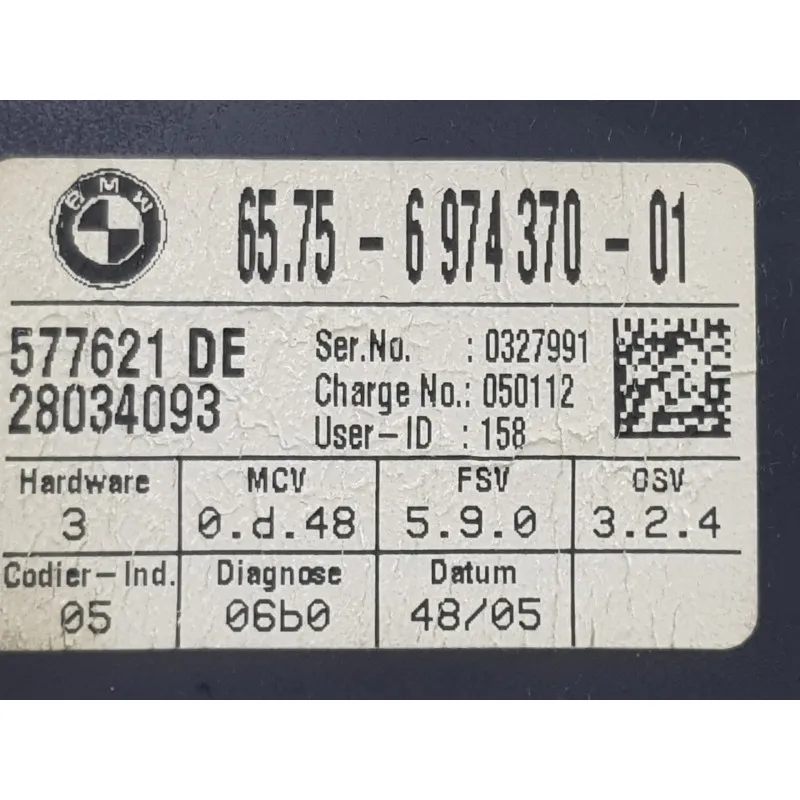 BMW
65.75 - 6 974 370 - 01
577621 DE
28034093
Ser.No. : 0327991
Charge No.: 050112
User-ID : 158
Hardware MCV FSV OSV
3 0.d.48 5.9.0 3.2.4
Codier-Ind. Diagnose Datum
05 06b0 48/05